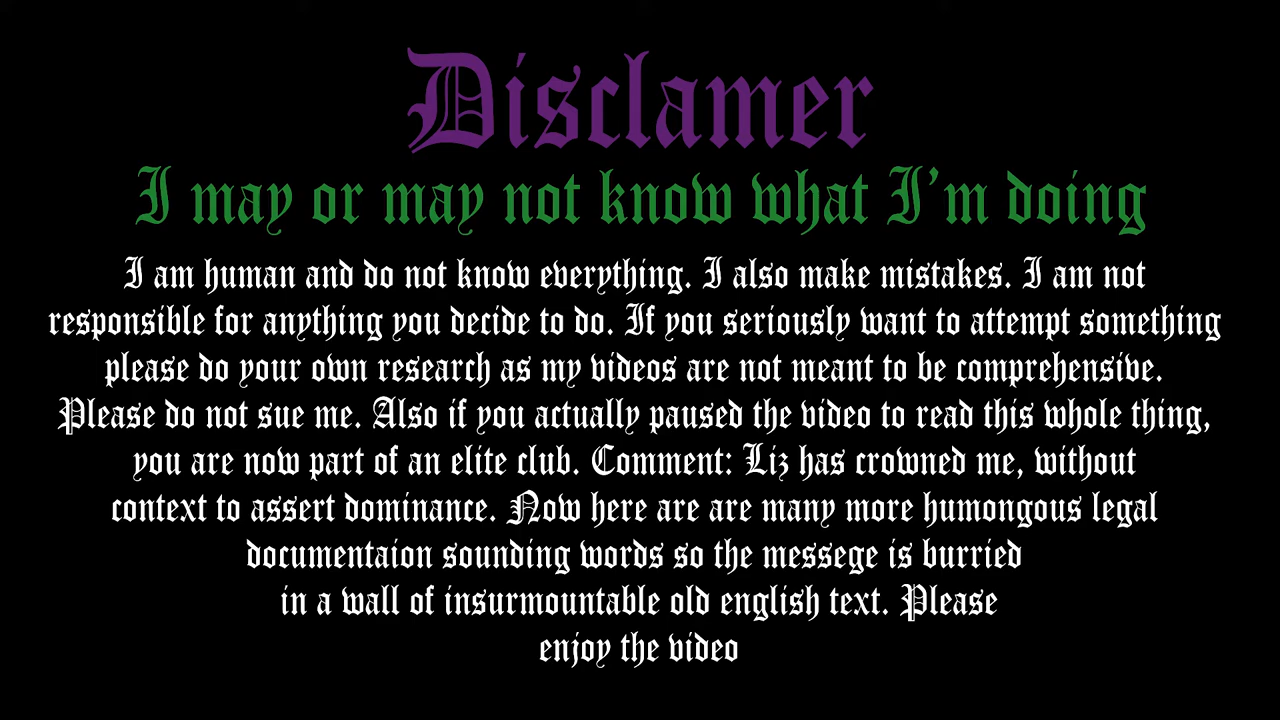 Disclamer
I may or may not know what I'm doing
I am human and do not know everything. I also make mistakes. I am not
responsible for anything you decide to do. If you seriously want to attempt something
please do your own research as my videos are not meant to be comprehensive.
Please do not sue me. Also if you actually paused the video to read this whole thing,
you are now part of an elite club. Comment: Liz has crowned me, without
context to assert dominance. Now here are are many more humongous legal
documentaion sounding words so the messege is burried
in a wall of insurmountable old english text. Please
enjoy the video